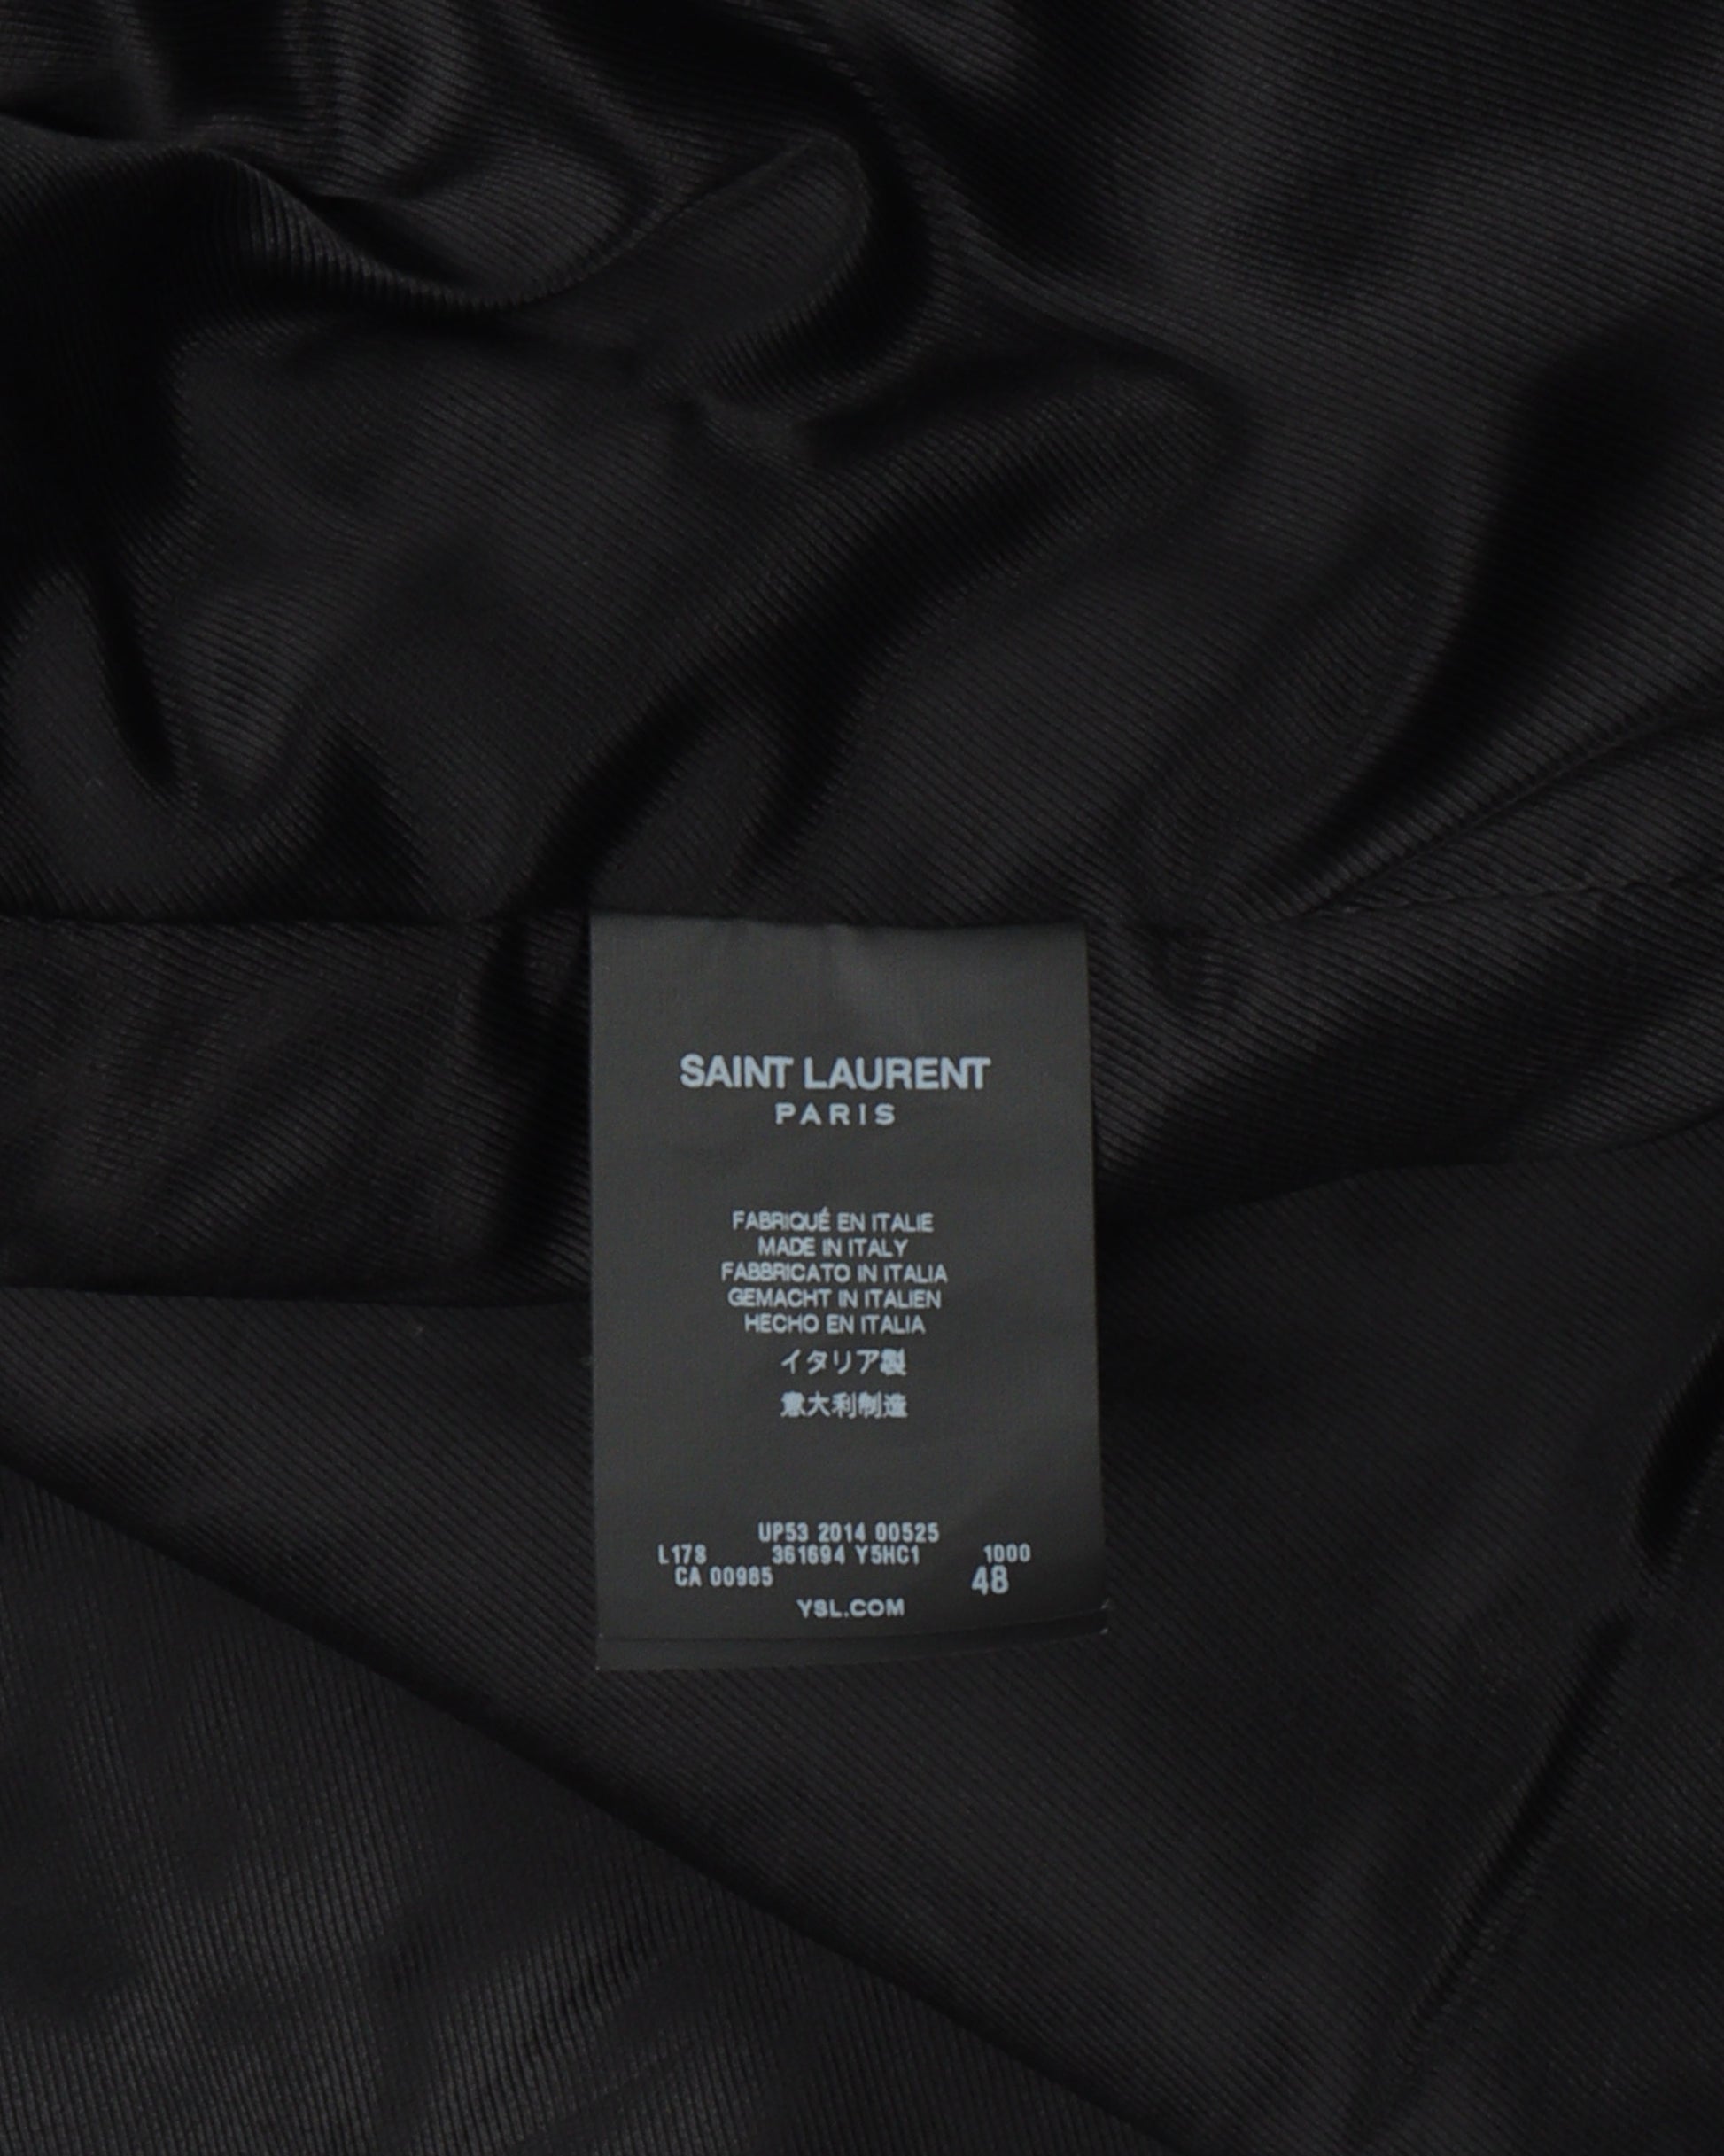 SAINT LAURENT
PARIS
FABRIQUÉ EN ITALIE
MADE IN ITALY
FABBRICATO IN ITALIA
GEMACHT IN ITALIEN
HECHO EN ITALIA
イタリア製
意大利制造
UP53 2014 00525
L178 361694 Y5HC1 1000
CA 00985 48
YSL.COM